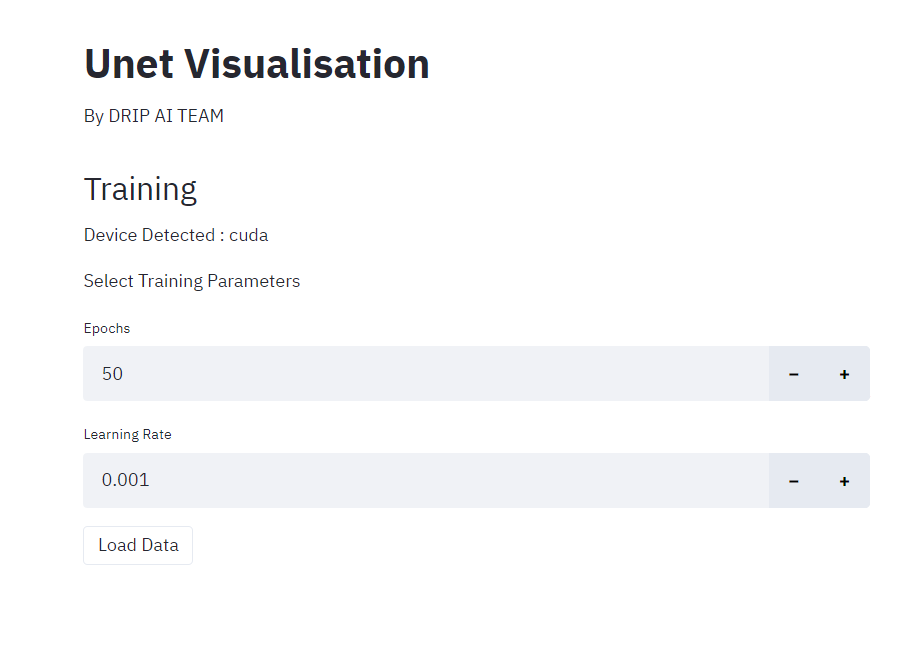 Unet Visualisation
By DRIP AI TEAM
Training
Device Detected : cuda
Select Training Parameters
Epochs
50 − +
Learning Rate
0.001 − +
Load Data